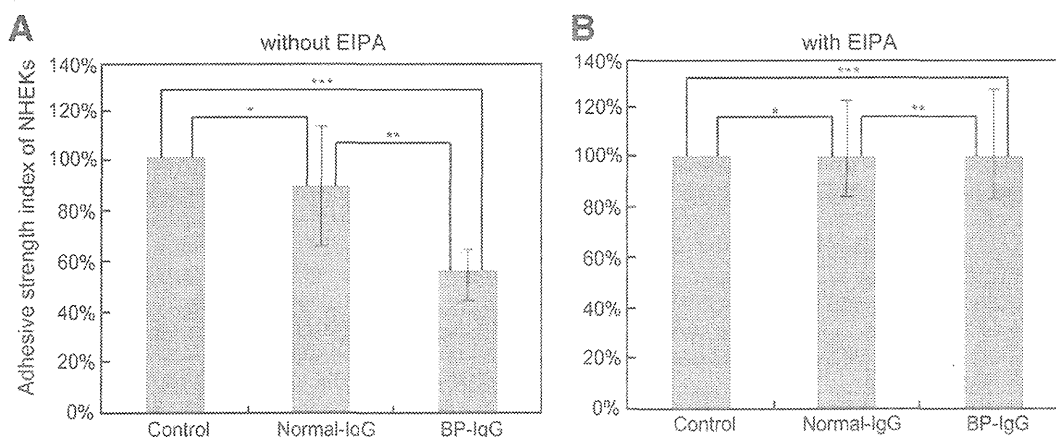 A
without EIPA
Adhesive strength index of NHEKs
140%
120%
100%
80%
60%
40%
20%
0%
***
*
**
Control
Normal-IgG
BP-IgG
B
with EIPA
140%
120%
100%
80%
60%
40%
20%
0%
***
*
**
Control
Normal-IgG
BP-IgG